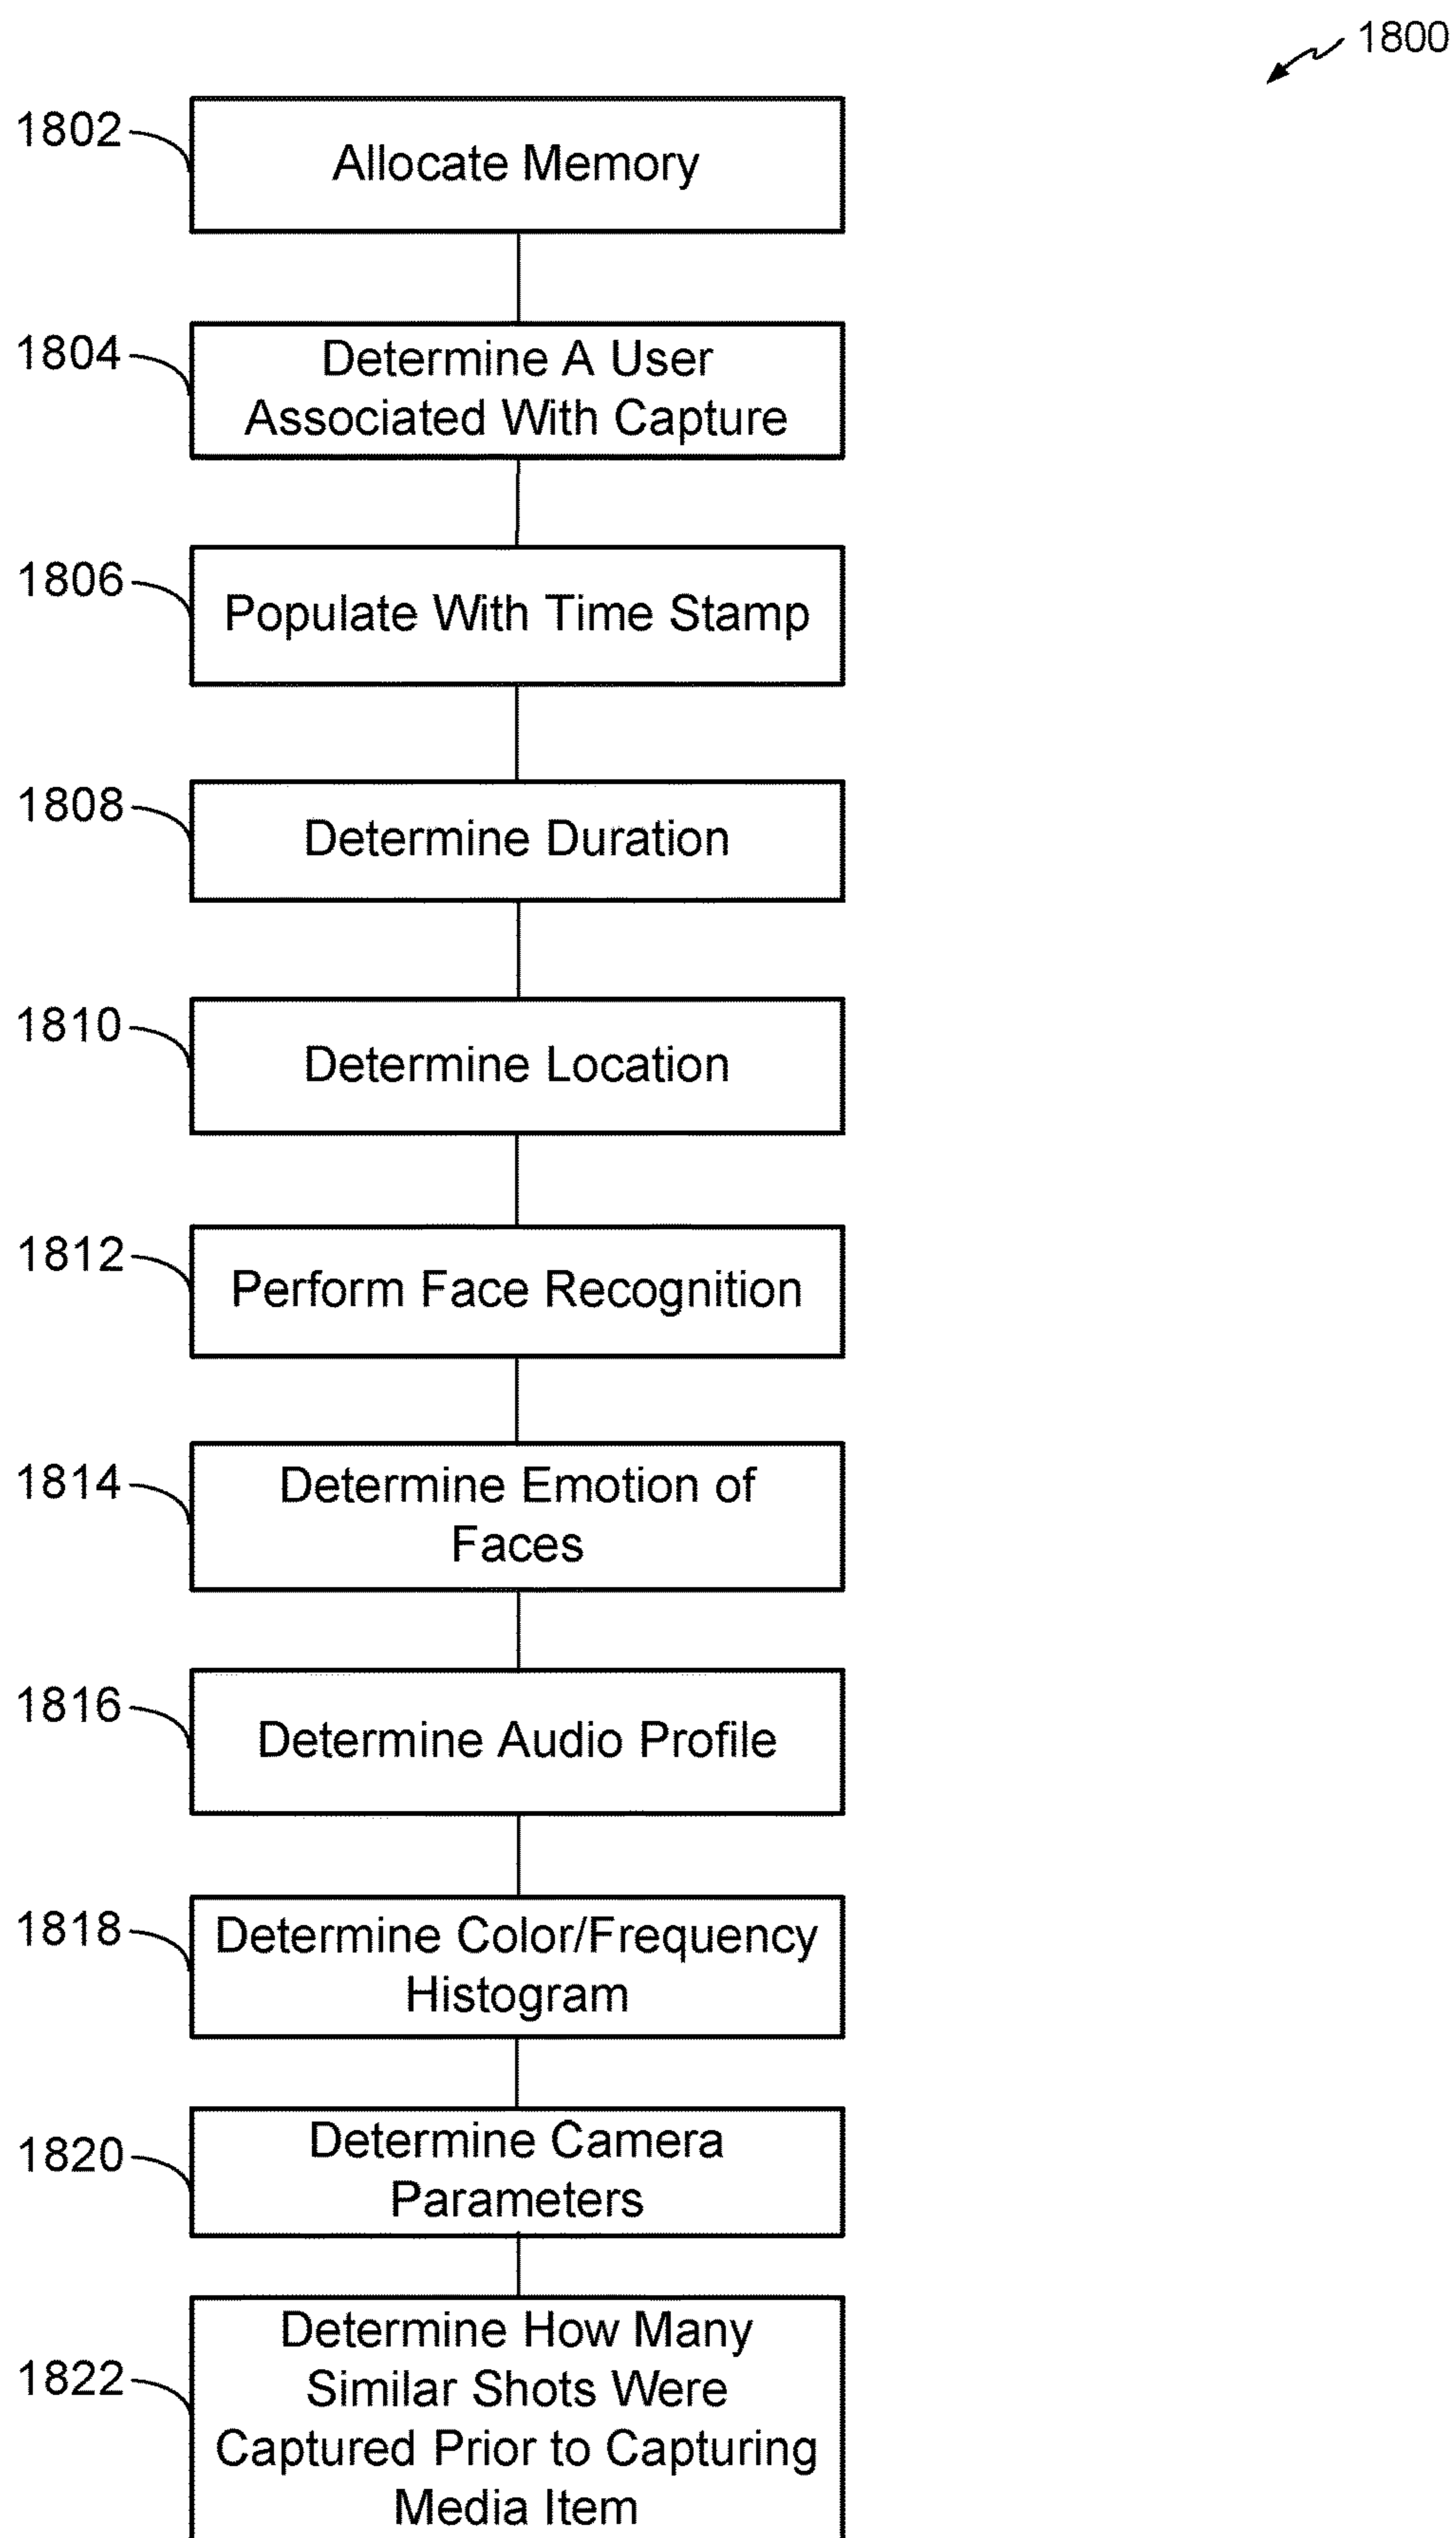 1800
1802
Allocate Memory
1804
Determine A User
Associated With Capture
1806
Populate With Time Stamp
1808
Determine Duration
1810
Determine Location
1812
Perform Face Recognition
1814
Determine Emotion of
Faces
1816
Determine Audio Profile
1818
Determine Color/Frequency
Histogram
1820
Determine Camera
Parameters
1822
Determine How Many
Similar Shots Were
Captured Prior to Capturing
Media Item